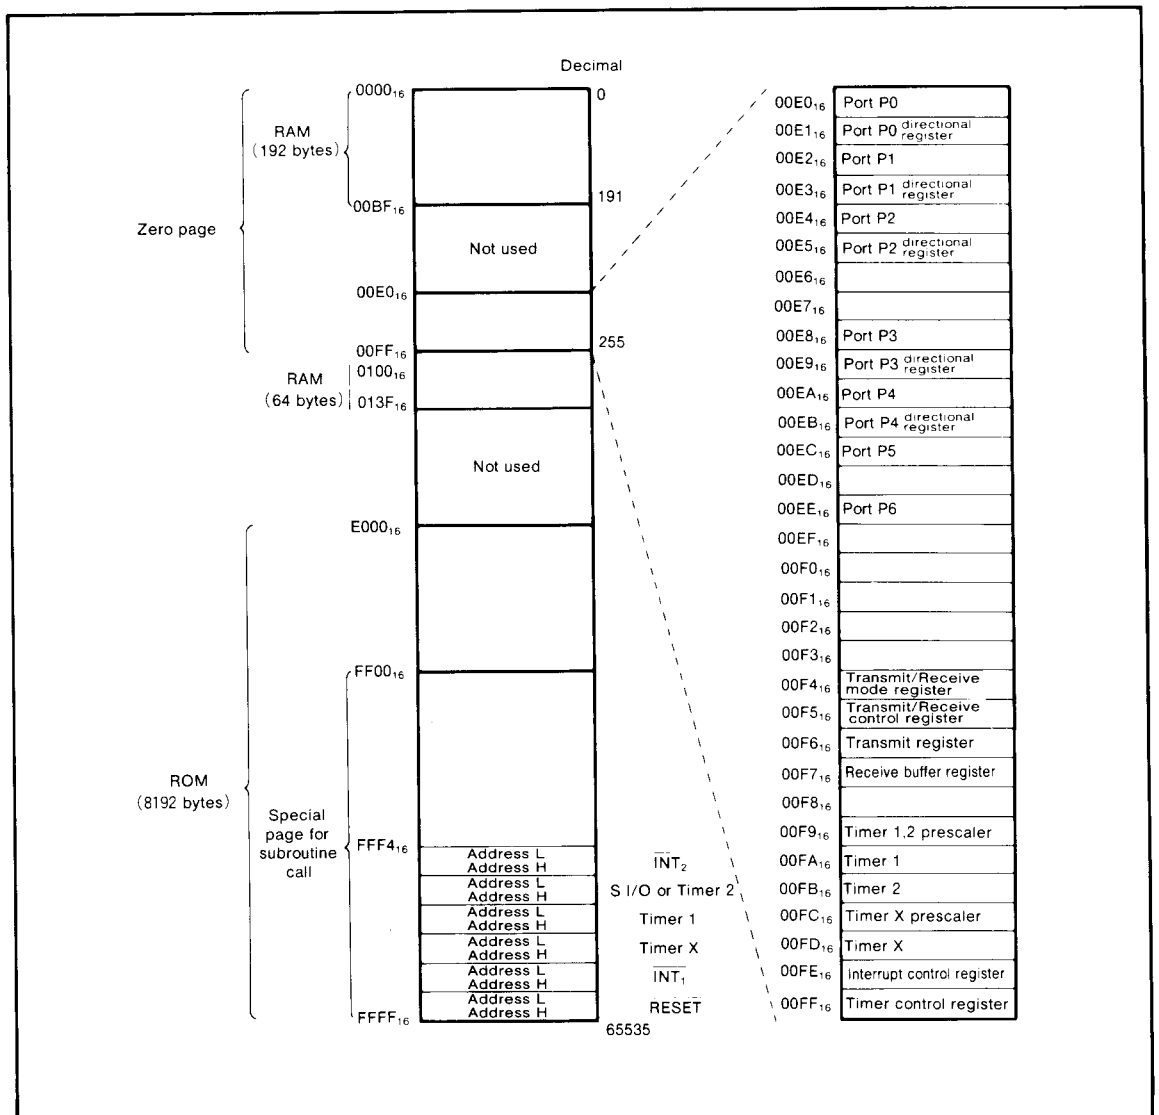 Decimal
0000₁₆
0
RAM
(192 bytes)
191
00BF₁₆
Zero page
Not used
00E0₁₆
255
00FF₁₆
0100₁₆
RAM
(64 bytes)
013F₁₆
Not used
E000₁₆
FF00₁₆
ROM
(8192 bytes)
Special
page for
subroutine
call
FFF4₁₆
Address L
Address H
INT₂
Address L
Address H
S I/O or Timer 2
Address L
Address H
Timer 1
Address L
Address H
Timer X
Address L
Address H
INT₁
Address L
Address H
RESET
FFFF₁₆
65535
00E0₁₆ Port P0
00E1₁₆ Port P0 directional register
00E2₁₆ Port P1
00E3₁₆ Port P1 directional register
00E4₁₆ Port P2
00E5₁₆ Port P2 directional register
00E6₁₆
00E7₁₆
00E8₁₆ Port P3
00E9₁₆ Port P3 directional register
00EA₁₆ Port P4
00EB₁₆ Port P4 directional register
00EC₁₆ Port P5
00ED₁₆
00EE₁₆ Port P6
00EF₁₆
00F0₁₆
00F1₁₆
00F2₁₆
00F3₁₆
00F4₁₆ Transmit/Receive mode register
00F5₁₆ Transmit/Receive control register
00F6₁₆ Transmit register
00F7₁₆ Receive buffer register
00F8₁₆
00F9₁₆ Timer 1,2 prescaler
00FA₁₆ Timer 1
00FB₁₆ Timer 2
00FC₁₆ Timer X prescaler
00FD₁₆ Timer X
00FE₁₆ Interrupt control register
00FF₁₆ Timer control register